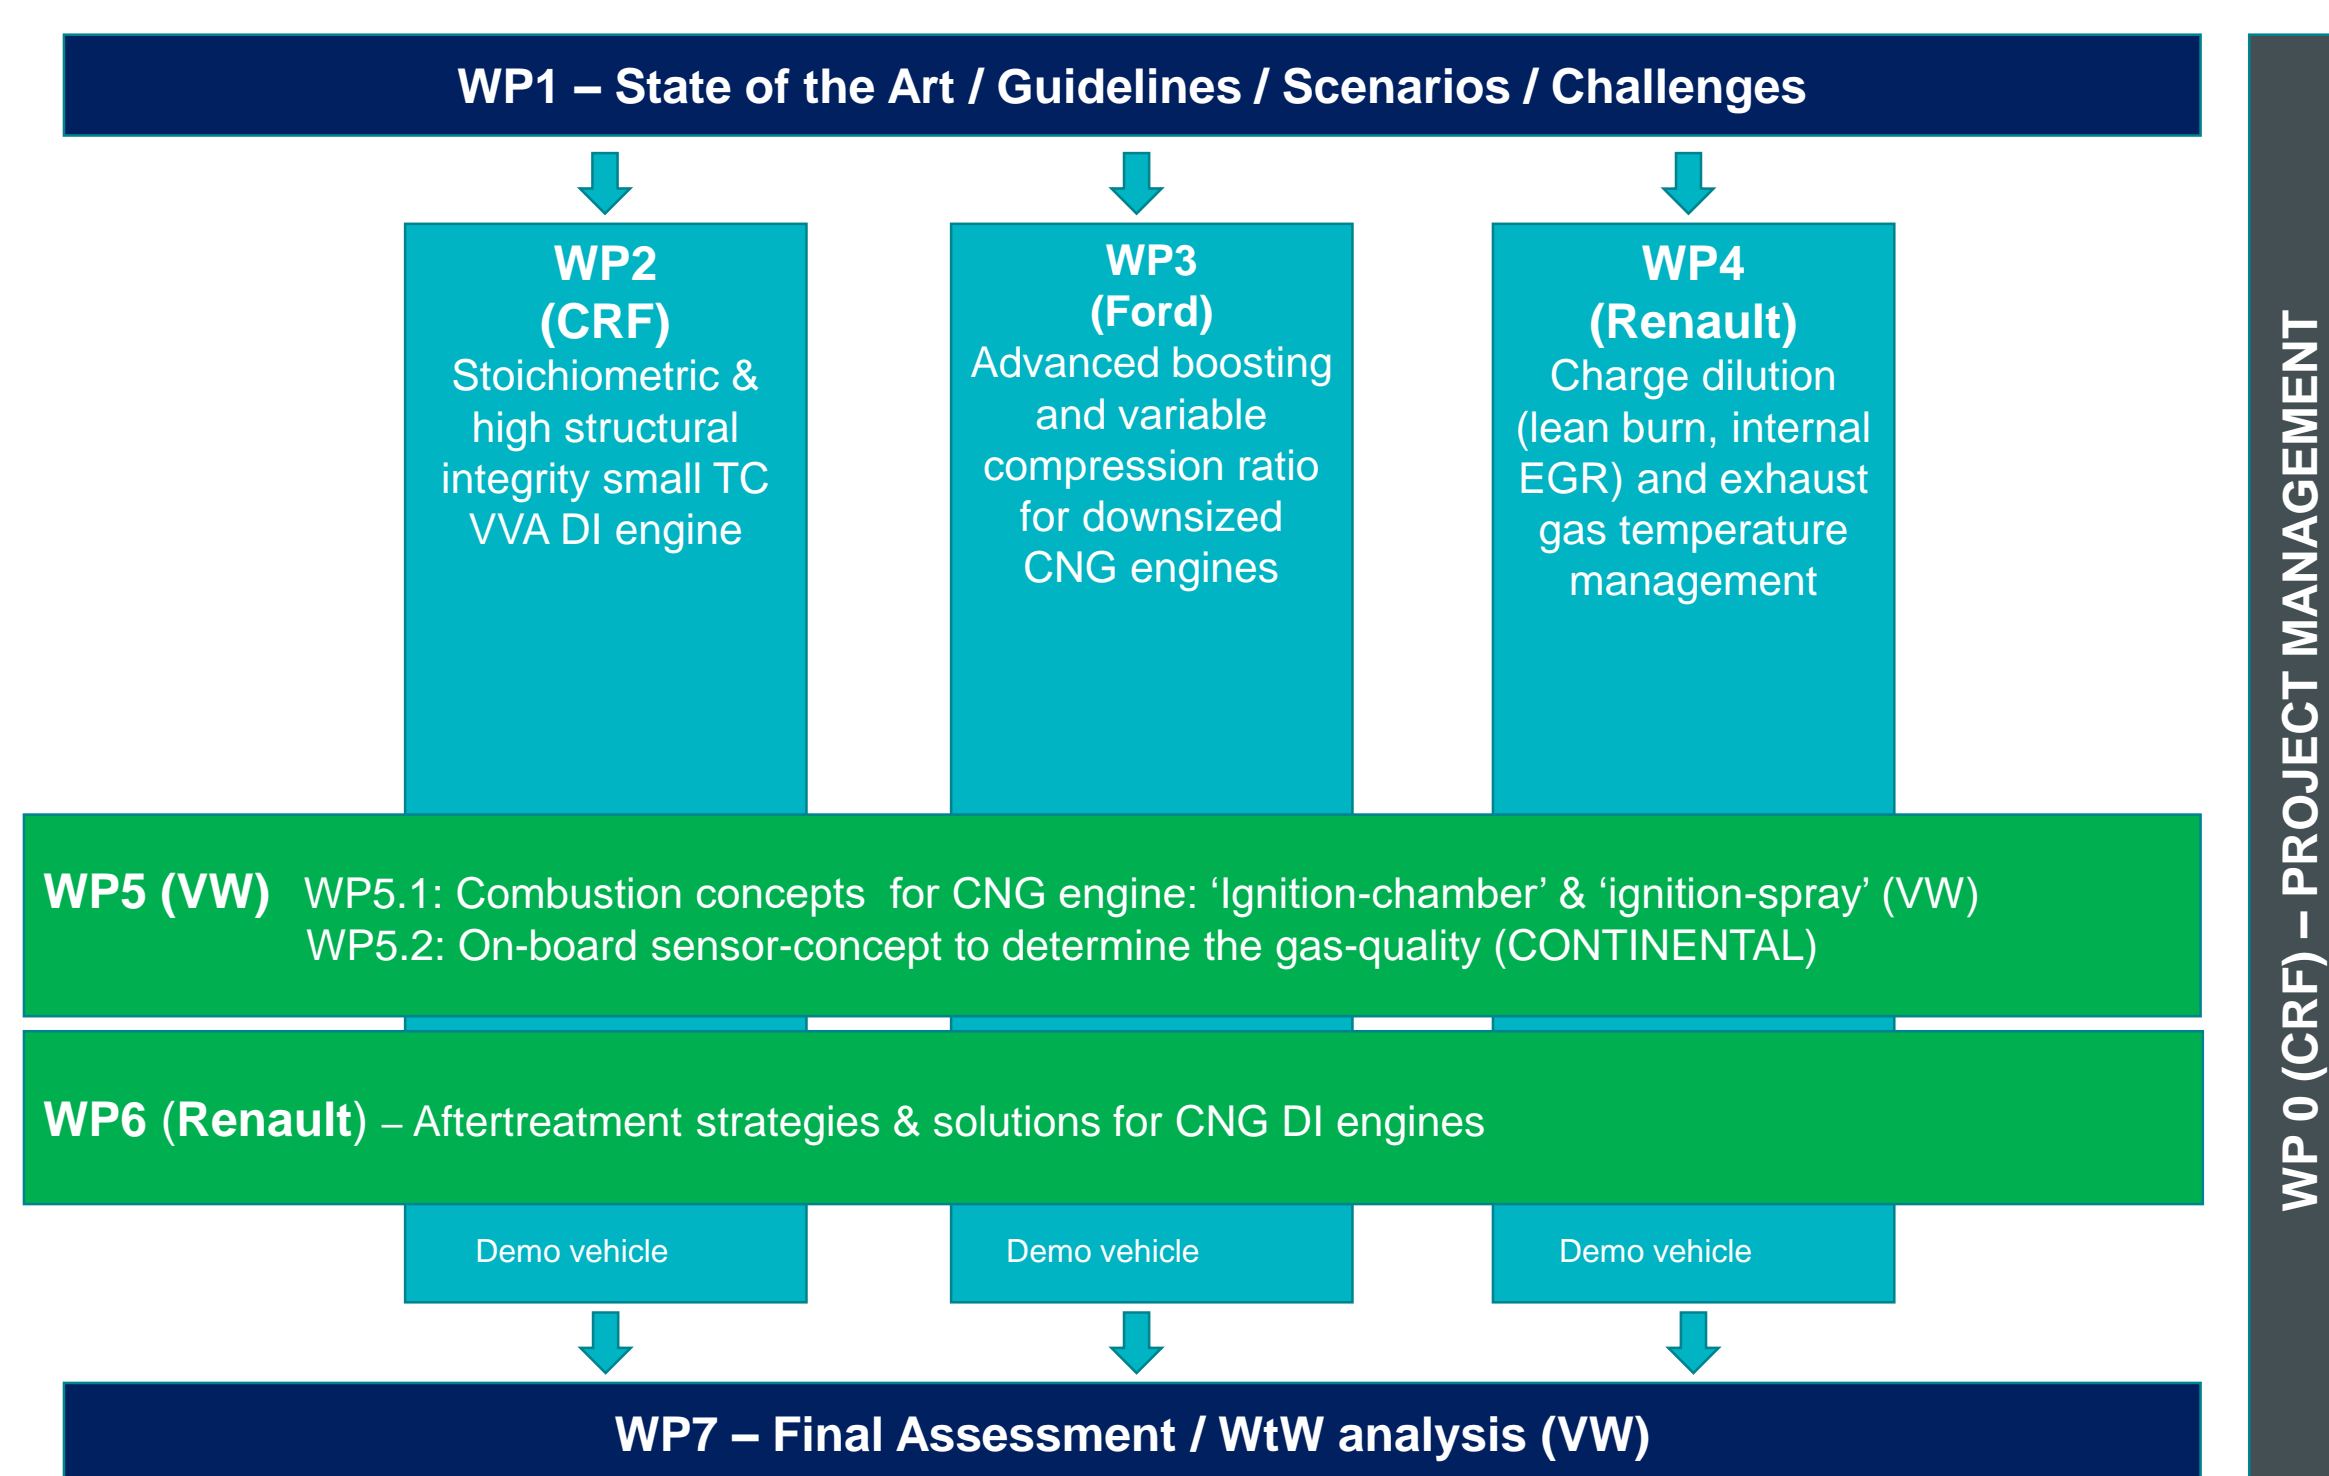 WP1 – State of the Art / Guidelines / Scenarios / Challenges
WP2
(CRF)
Stoichiometric &
high structural
integrity small TC
VVA DI engine
WP3
(Ford)
Advanced boosting
and variable
compression ratio
for downsized
CNG engines
WP4
(Renault)
Charge dilution
(lean burn, internal
EGR) and exhaust
gas temperature
management
WP5 (VW) WP5.1: Combustion concepts for CNG engine: ‘Ignition-chamber’ & ‘ignition-spray’ (VW)
WP5.2: On-board sensor-concept to determine the gas-quality (CONTINENTAL)
WP6 (Renault) – Aftertreatment strategies & solutions for CNG DI engines
Demo vehicle
Demo vehicle
Demo vehicle
WP7 – Final Assessment / WtW analysis (VW)
WP 0 (CRF) – PROJECT MANAGEMENT